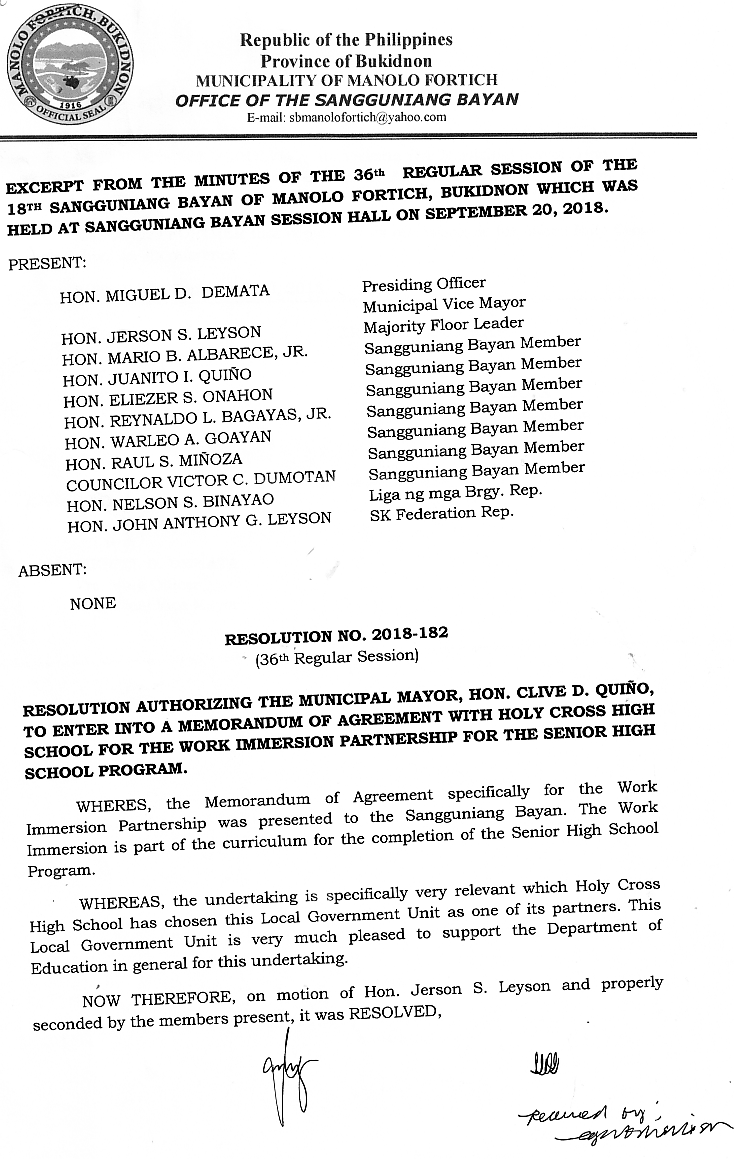 MANOLO FORTICH, BUKIDNON
1916
OFFICIAL SEAL
Republic of the Philippines
Province of Bukidnon
MUNICIPALITY OF MANOLO FORTICH
OFFICE OF THE SANGGUNIANG BAYAN
E-mail: sbmanolofortich@yahoo.com
EXCERPT FROM THE MINUTES OF THE 36th REGULAR SESSION OF THE
18TH SANGGUNIANG BAYAN OF MANOLO FORTICH, BUKIDNON WHICH WAS
HELD AT SANGGUNIANG BAYAN SESSION HALL ON SEPTEMBER 20, 2018.
PRESENT:
HON. MIGUEL D. DEMATA Presiding Officer
Municipal Vice Mayor
HON. JERSON S. LEYSON Majority Floor Leader
HON. MARIO B. ALBARECE, JR. Sangguniang Bayan Member
HON. JUANITO I. QUIÑO Sangguniang Bayan Member
HON. ELIEZER S. ONAHON Sangguniang Bayan Member
HON. REYNALDO L. BAGAYAS, JR. Sangguniang Bayan Member
HON. WARLEO A. GOAYAN Sangguniang Bayan Member
HON. RAUL S. MIÑOZA Sangguniang Bayan Member
COUNCILOR VICTOR C. DUMOTAN Sangguniang Bayan Member
HON. NELSON S. BINAYAO Liga ng mga Brgy. Rep.
HON. JOHN ANTHONY G. LEYSON SK Federation Rep.
ABSENT:
NONE
RESOLUTION NO. 2018-182
(36th Regular Session)
RESOLUTION AUTHORIZING THE MUNICIPAL MAYOR, HON. CLIVE D. QUIÑO,
TO ENTER INTO A MEMORANDUM OF AGREEMENT WITH HOLY CROSS HIGH
SCHOOL FOR THE WORK IMMERSION PARTNERSHIP FOR THE SENIOR HIGH
SCHOOL PROGRAM.
WHERES, the Memorandum of Agreement specifically for the Work
Immersion Partnership was presented to the Sangguniang Bayan. The Work
Immersion is part of the curriculum for the completion of the Senior High School
Program.
WHEREAS, the undertaking is specifically very relevant which Holy Cross
High School has chosen this Local Government Unit as one of its partners. This
Local Government Unit is very much pleased to support the Department of
Education in general for this undertaking.
NOW THEREFORE, on motion of Hon. Jerson S. Leyson and properly
seconded by the members present, it was RESOLVED,
received by: